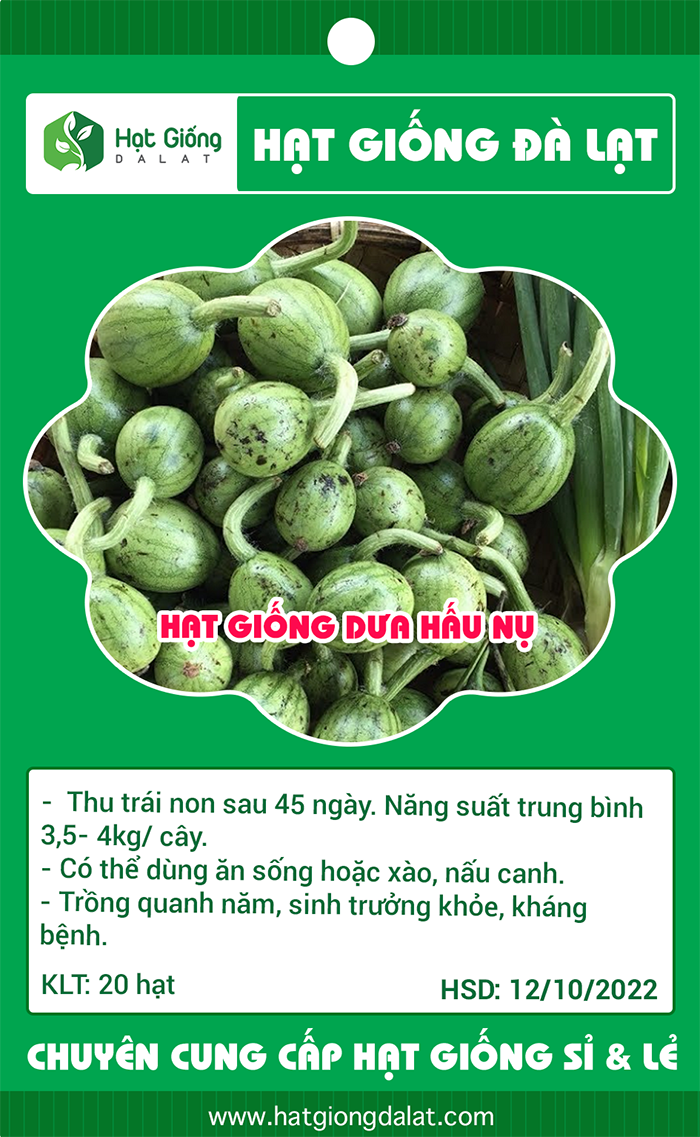 Hạt Giống
DALAT
HẠT GIỐNG ĐÀ LẠT
HẠT GIỐNG DƯA HẤU NỤ
- Thu trái non sau 45 ngày. Năng suất trung bình
3,5- 4kg/ cây.
- Có thể dùng ăn sống hoặc xào, nấu canh.
- Trồng quanh năm, sinh trưởng khỏe, kháng
bệnh.
KLT: 20 hạt
HSD: 12/10/2022
CHUYÊN CUNG CẤP HẠT GIỐNG SỈ & LẺ
www.hatgiongdalat.com